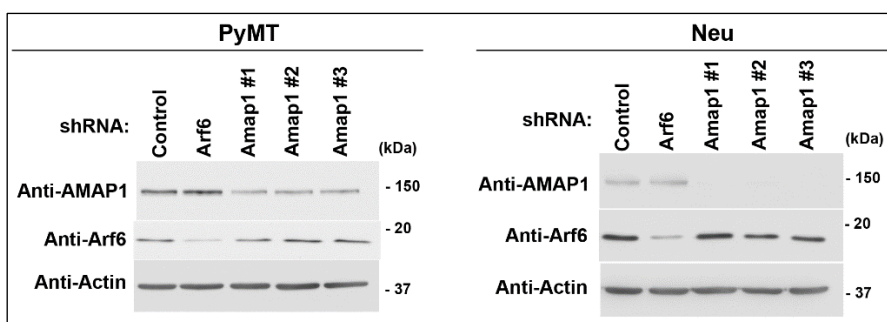 PyMT
shRNA:
Control
Arf6
Amap1 #1
Amap1 #2
Amap1 #3
(kDa)
Anti-AMAP1
- 150
Anti-Arf6
- 20
Anti-Actin
- 37
Neu
shRNA:
Control
Arf6
Amap1 #1
Amap1 #2
Amap1 #3
(kDa)
Anti-AMAP1
- 150
Anti-Arf6
- 20
Anti-Actin
- 37